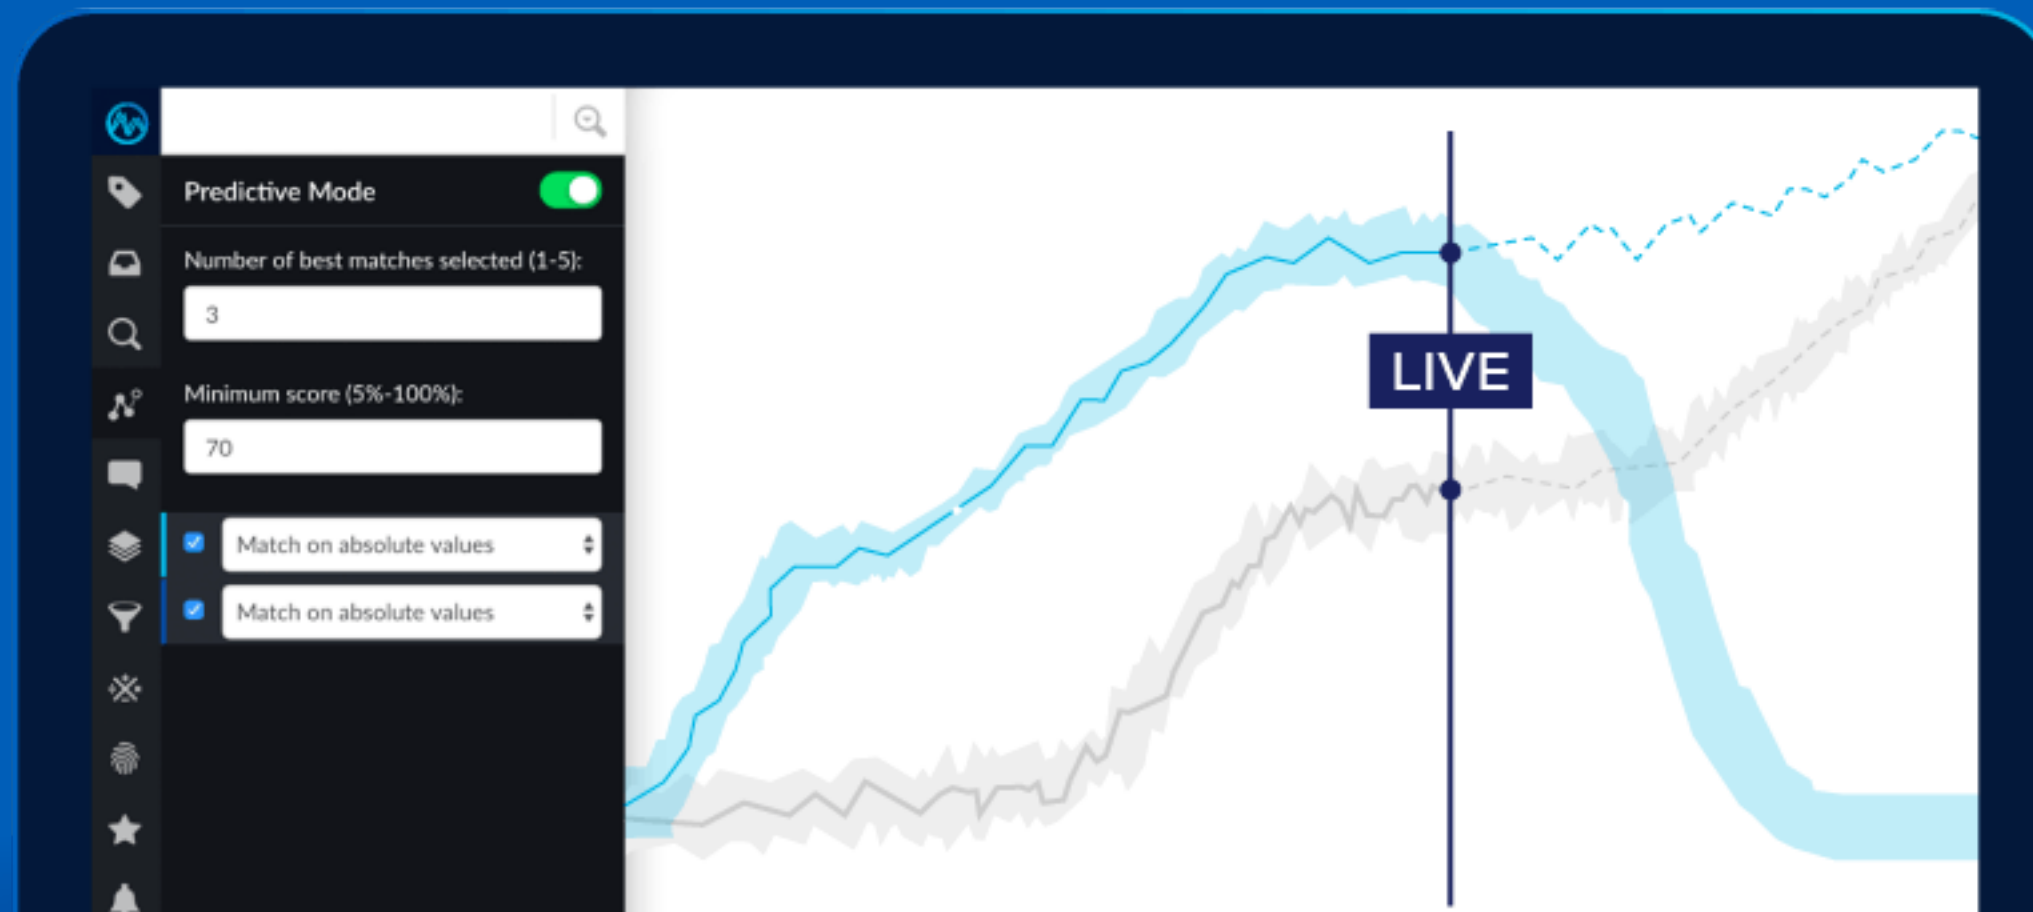 Predictive Mode
Number of best matches selected (1-5):
3
Minimum score (5%-100%):
70
Match on absolute values
Match on absolute values
LIVE